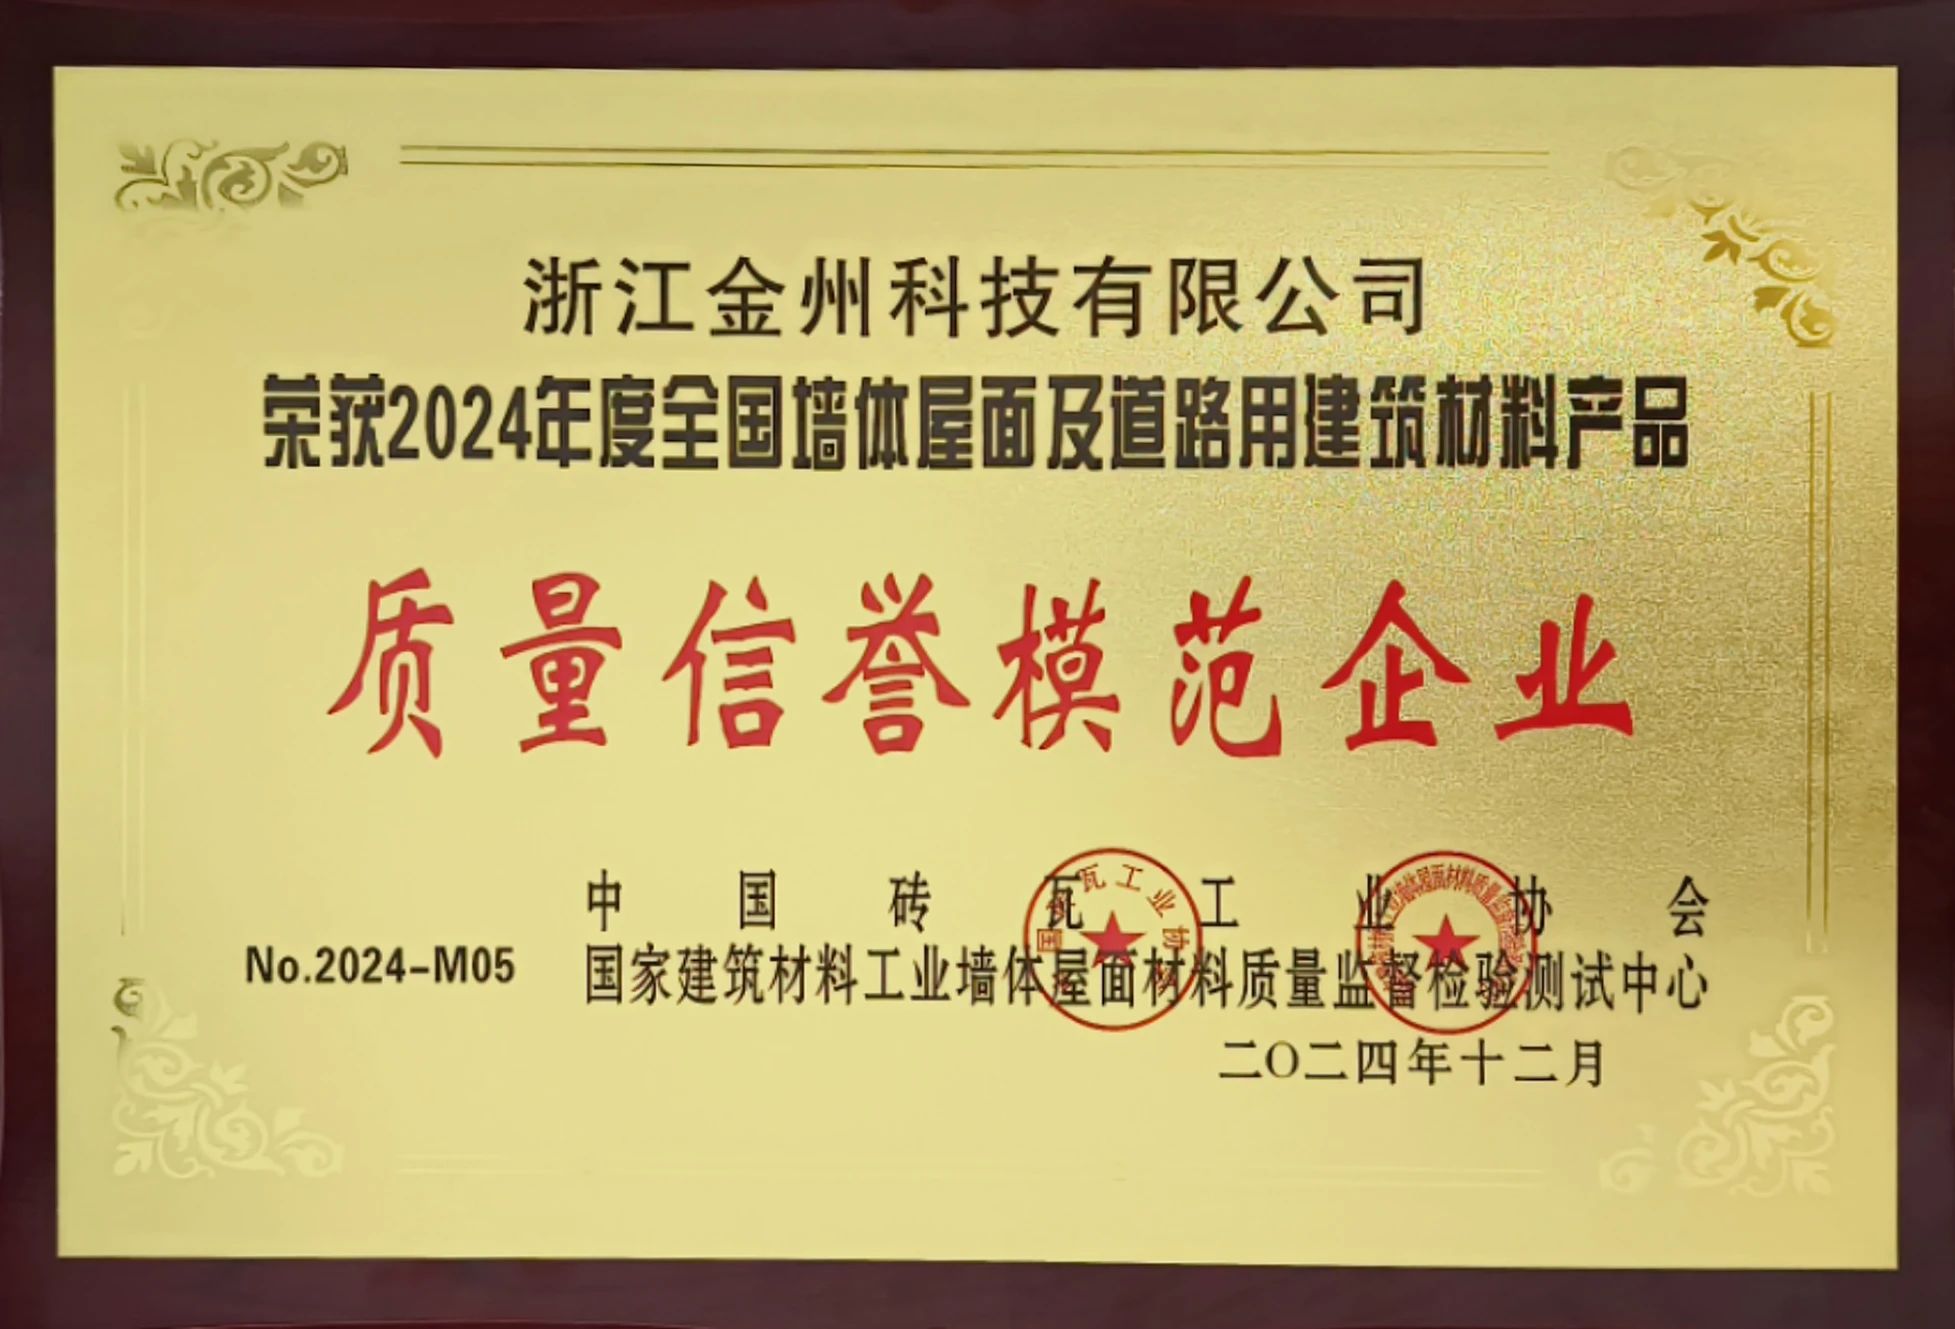 浙江金州科技有限公司
荣获2024年度全国墙体屋面及道路用建筑材料产品
质量信誉模范企业
中国砖瓦工业协会
No.2024-M05
国家建筑材料工业墙体屋面材料质量监督检验测试中心
二〇二四年十二月